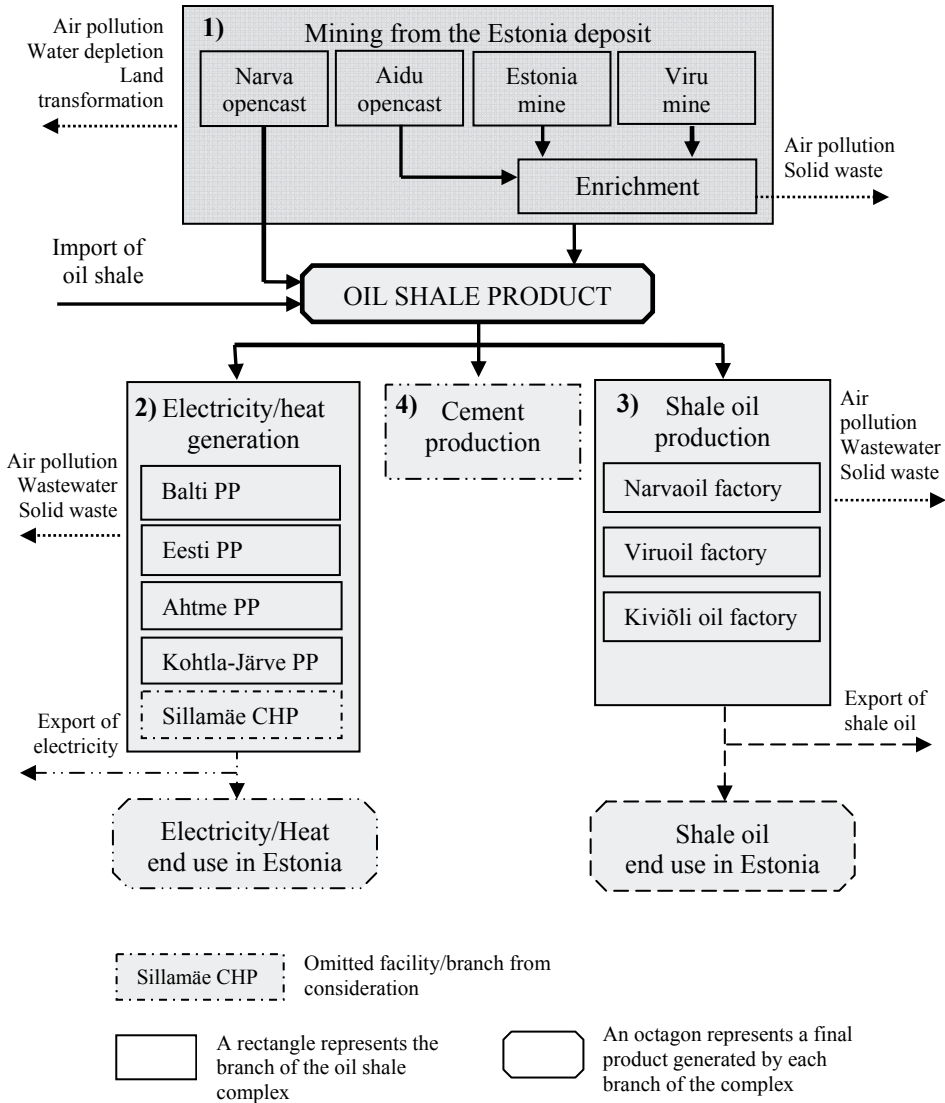 Air pollution
Water depletion
Land
transformation
1)
Mining from the Estonia deposit
Narva
opencast
Aidu
opencast
Estonia
mine
Viru
mine
Enrichment
Air pollution
Solid waste
Import of
oil shale
OIL SHALE PRODUCT
2) Electricity/heat
generation
Balti PP
Eesti PP
Ahtme PP
Kohtla-Järve PP
Sillamäe CHP
Air pollution
Wastewater
Solid waste
4) Cement
production
3) Shale oil
production
Narvaoil factory
Viruoil factory
Kiviõli oil factory
Air
pollution
Wastewater
Solid waste
Export of
electricity
Export of
shale oil
Electricity/Heat
end use in Estonia
Shale oil
end use in Estonia
Sillamäe CHP
Omitted facility/branch from
consideration
A rectangle represents the
branch of the oil shale
complex
An octagon represents a final
product generated by each
branch of the complex